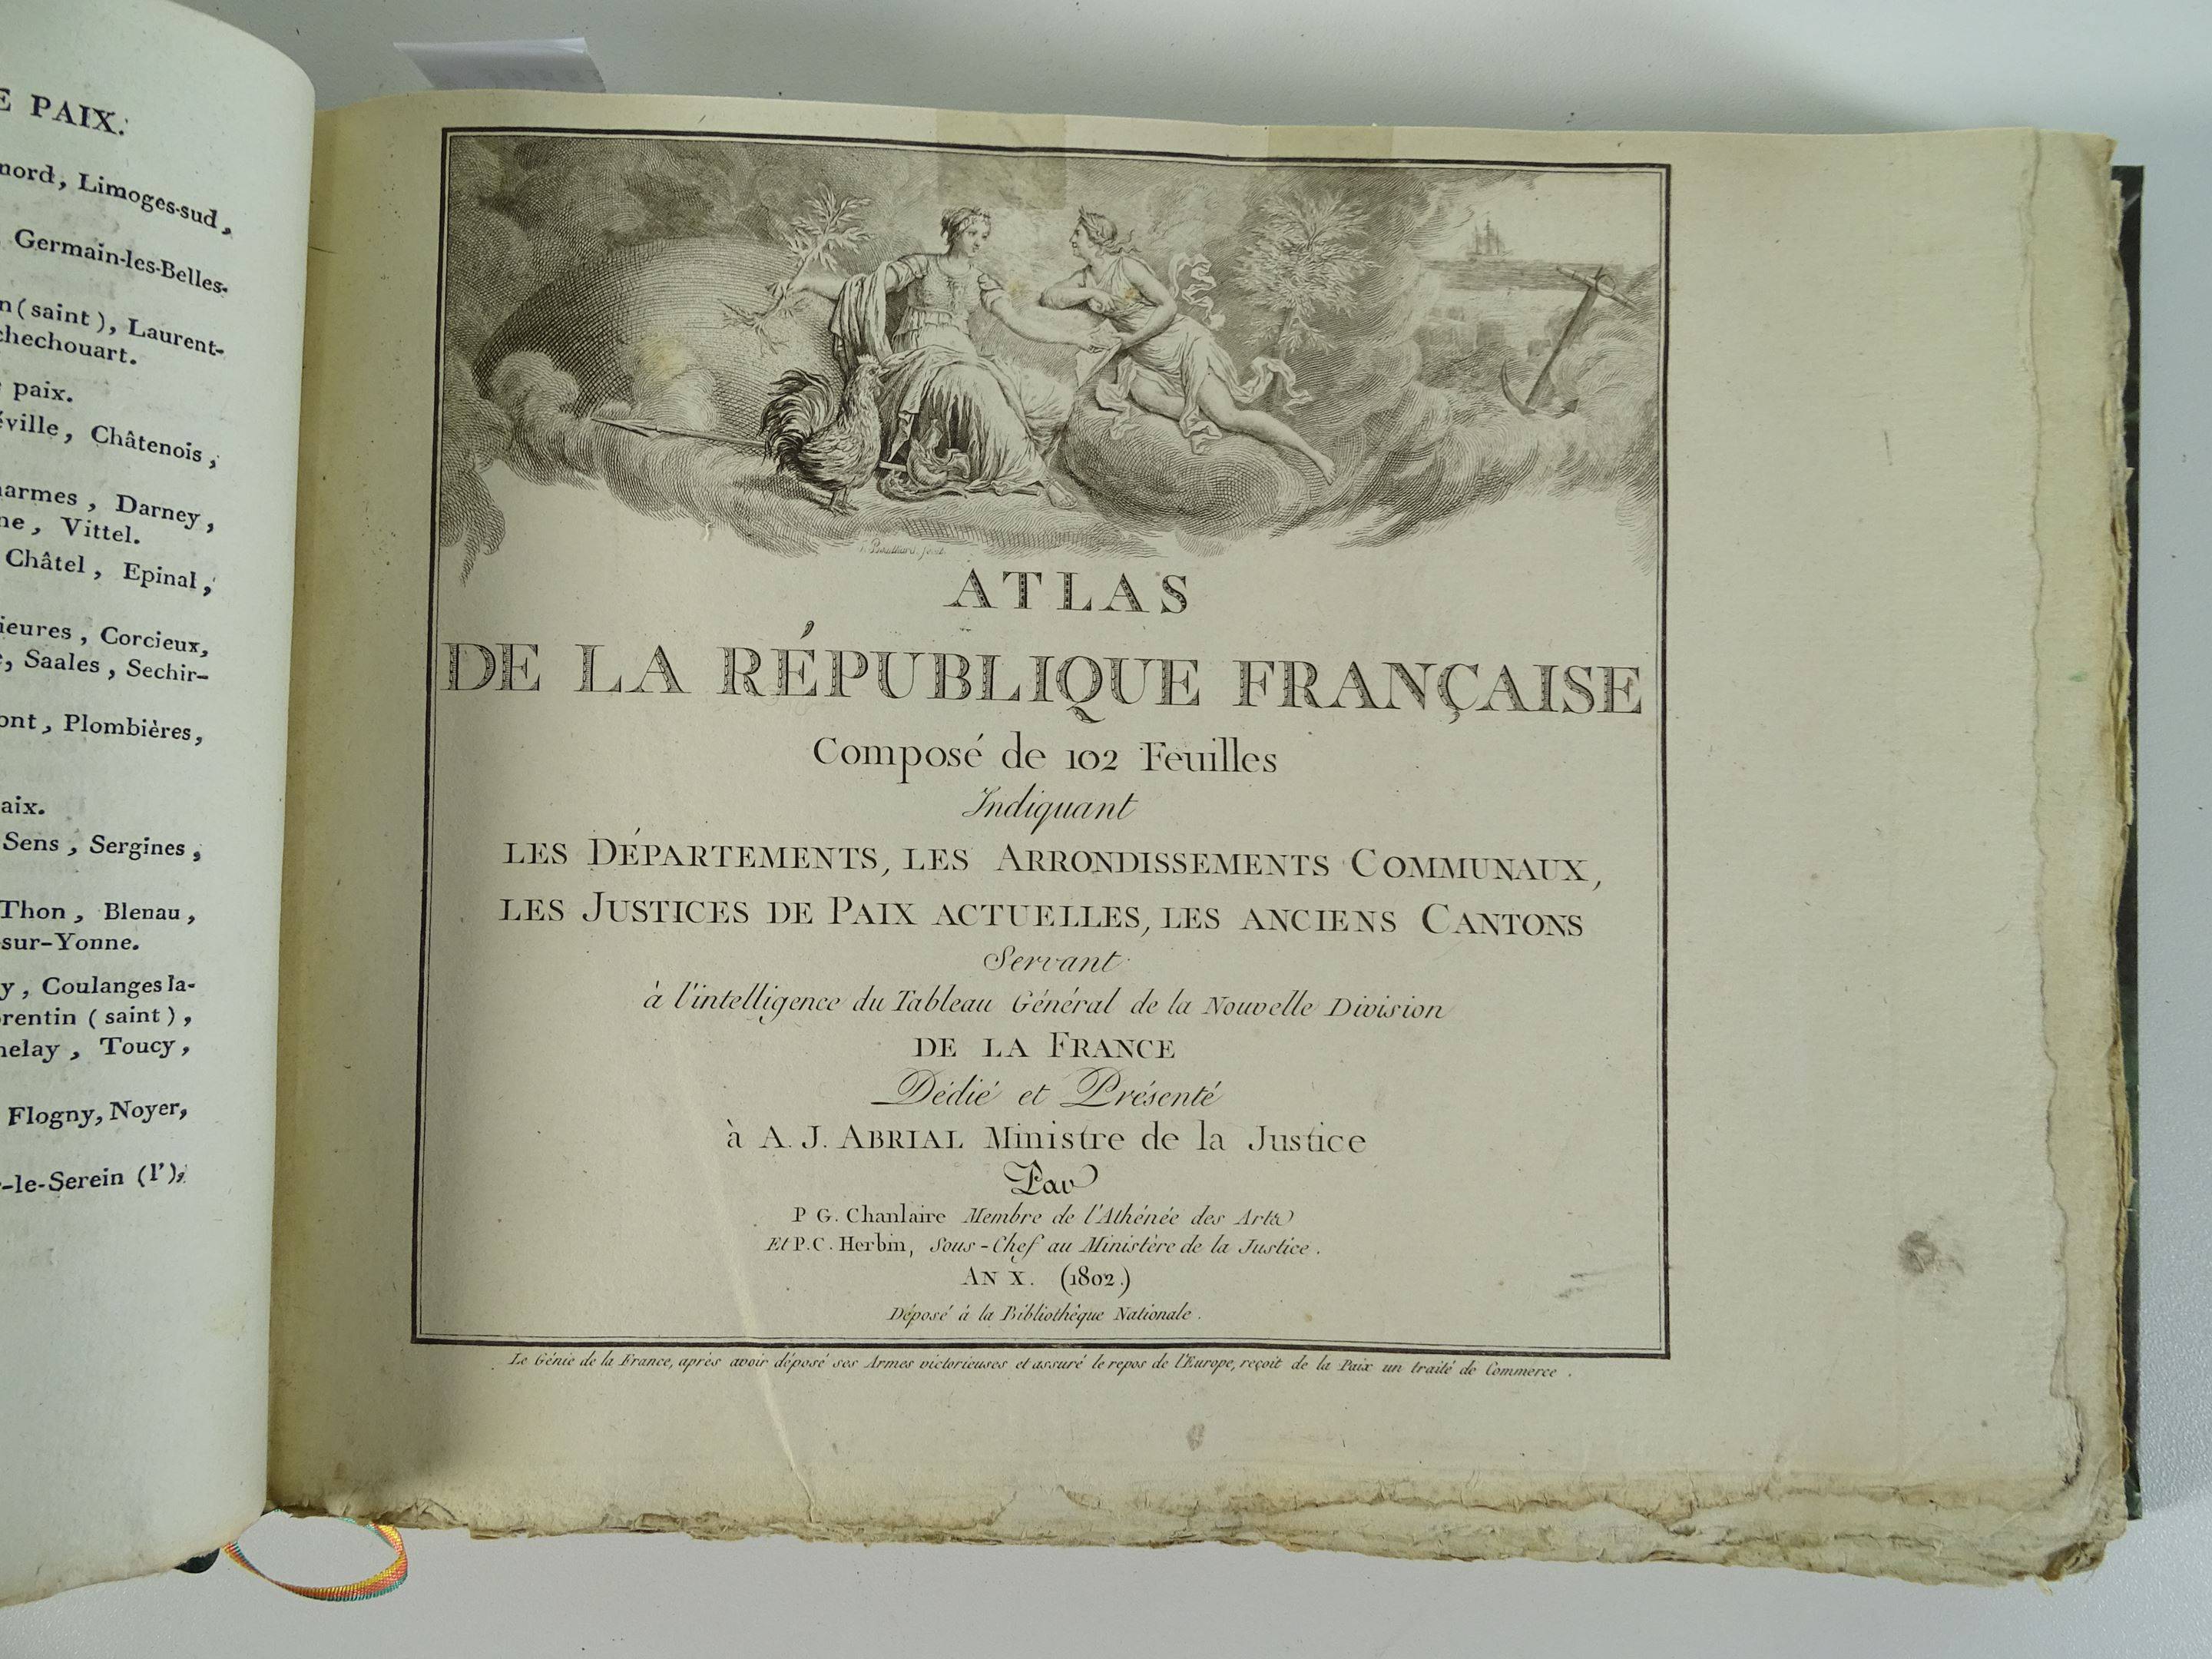 E PAIX.
nord, Limoges-sud,
Germain-les-Belles-
n (saint), Laurent-
chechouart.
paix.
éville, Châtenois,
armes, Darney,
ne, Vittel.
Châtel, Epinal,
ieures, Corcieux,
Saales, Sechir-
ont, Plombières,
aix.
Sens, Sergines,
Thon, Blenau,
sur-Yonne.
y, Coulanges la-
rentin (saint),
nelay, Toucy,
Flogny, Noyer,
-le-Serein (l'),
ATLAS
DE LA RÉPUBLIQUE FRANÇAISE
Composé de 102 Feuilles
Indiquant
LES DÉPARTEMENTS, LES ARRONDISSEMENTS COMMUNAUX,
LES JUSTICES DE PAIX ACTUELLES, LES ANCIENS CANTONS
Servant
à l'intelligence du Tableau Général de la Nouvelle Division
DE LA FRANCE
Dédié et Présenté
à A. J. ABRIAL Ministre de la Justice
Par
P G. Chanlaire Membre de l'Athénée des Arts
Et P. C. Herbin, Sous-Chef au Ministère de la Justice.
AN X. (1802.)
Déposé à la Bibliothèque Nationale.
Le Génie de la France, après avoir déposé ses Armes victorieuses et assuré le repos de l'Europe, reçoit de la Paix un traité de Commerce.